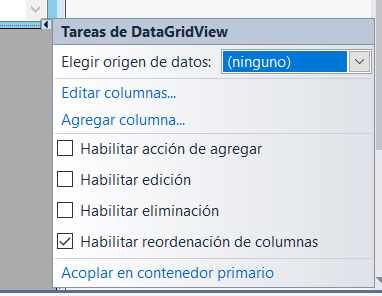 Tareas de DataGridView
Elegir origen de datos: (ninguno)
Editar columnas...
Agregar columna...
Habilitar acción de agregar
Habilitar edición
Habilitar eliminación
Habilitar reordenación de columnas
Acoplar en contenedor primario